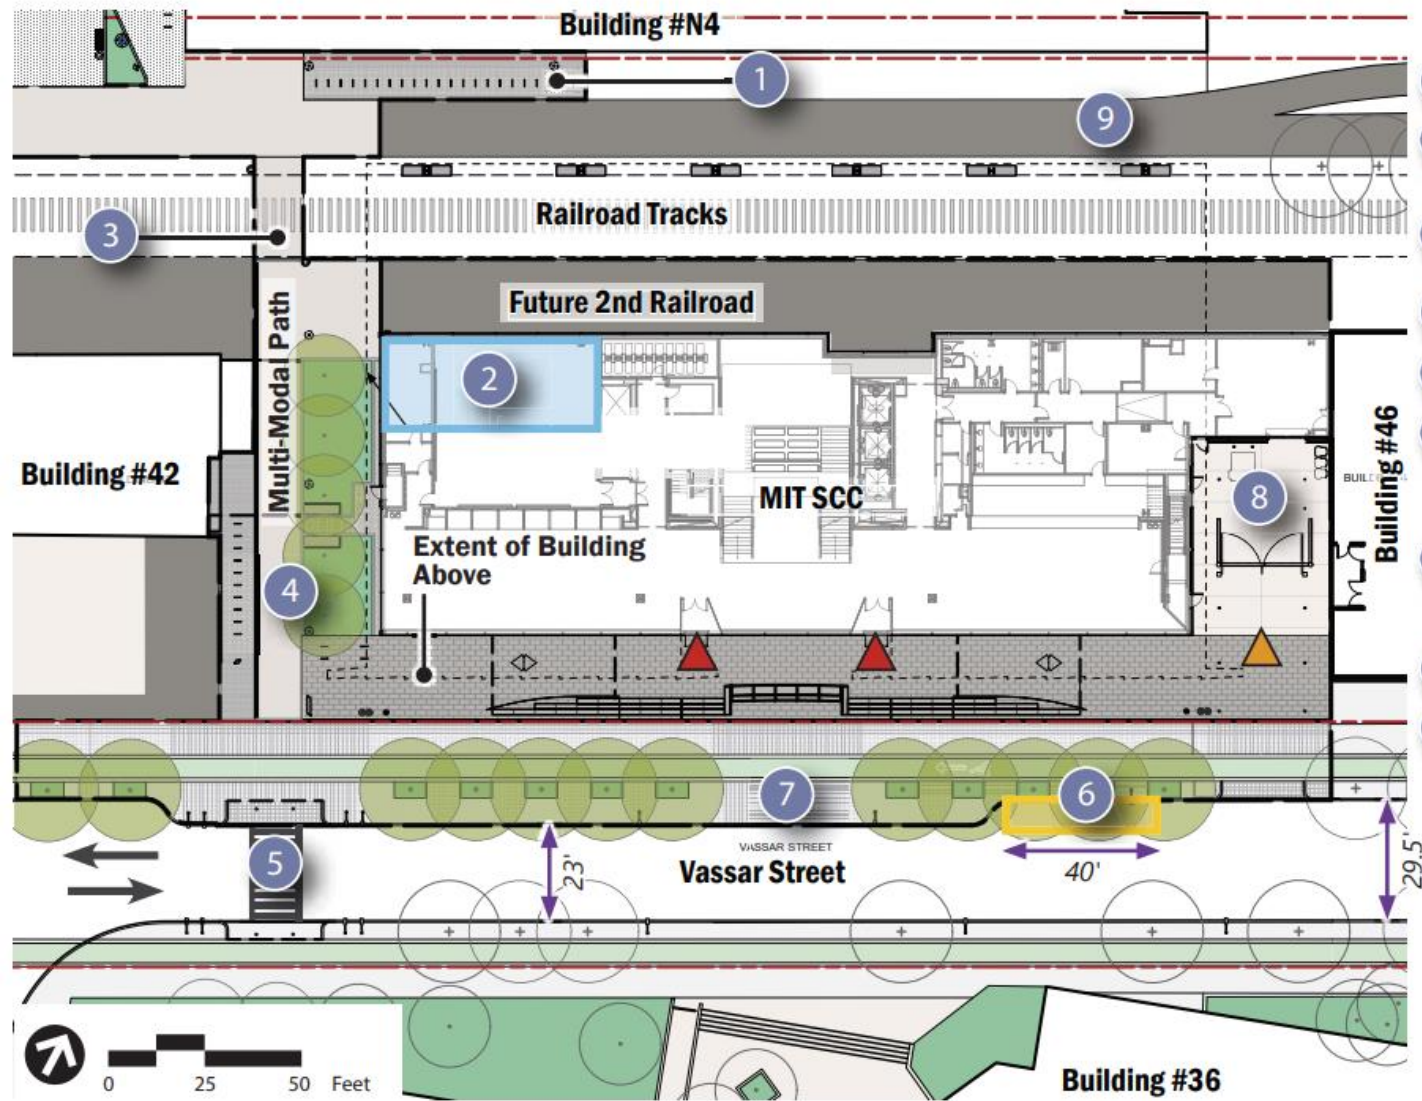 Building #N4
1
9
3
Railroad Tracks
Future 2nd Railroad
Multi-Modal Path
2
Building #42
MIT SCC
8
Building #46
Extent of Building
Above
4
7
6
5
23'
VASSAR STREET
Vassar Street
40'
29.5'
0 25 50 Feet
Building #36